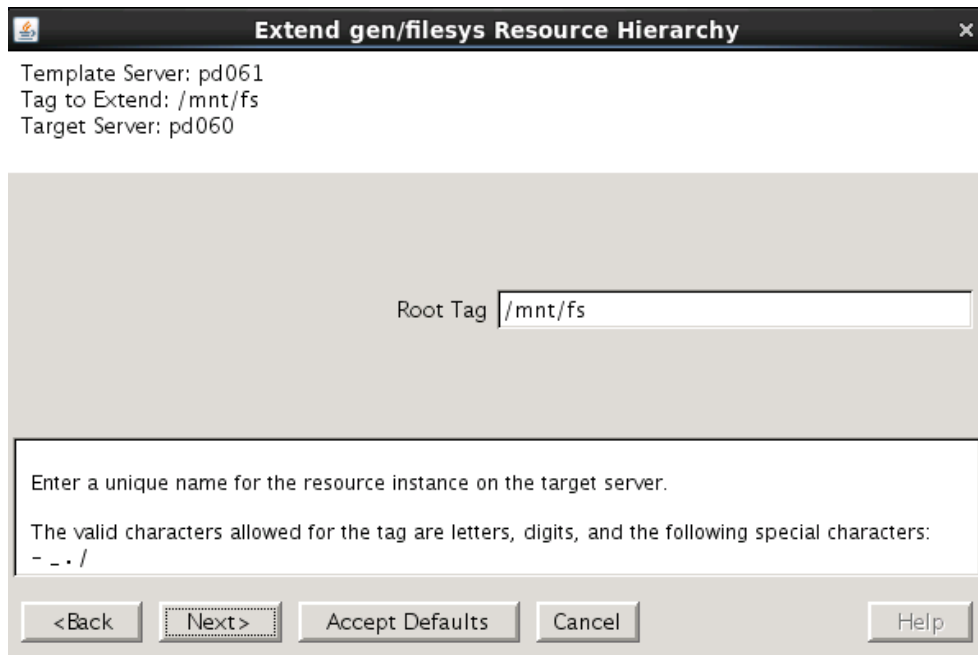 Extend gen/filesys Resource Hierarchy
Template Server: pd061
Tag to Extend: /mnt/fs
Target Server: pd060
Root Tag /mnt/fs
Enter a unique name for the resource instance on the target server.
The valid characters allowed for the tag are letters, digits, and the following special characters:
- _ . /
<Back Next> Accept Defaults Cancel Help